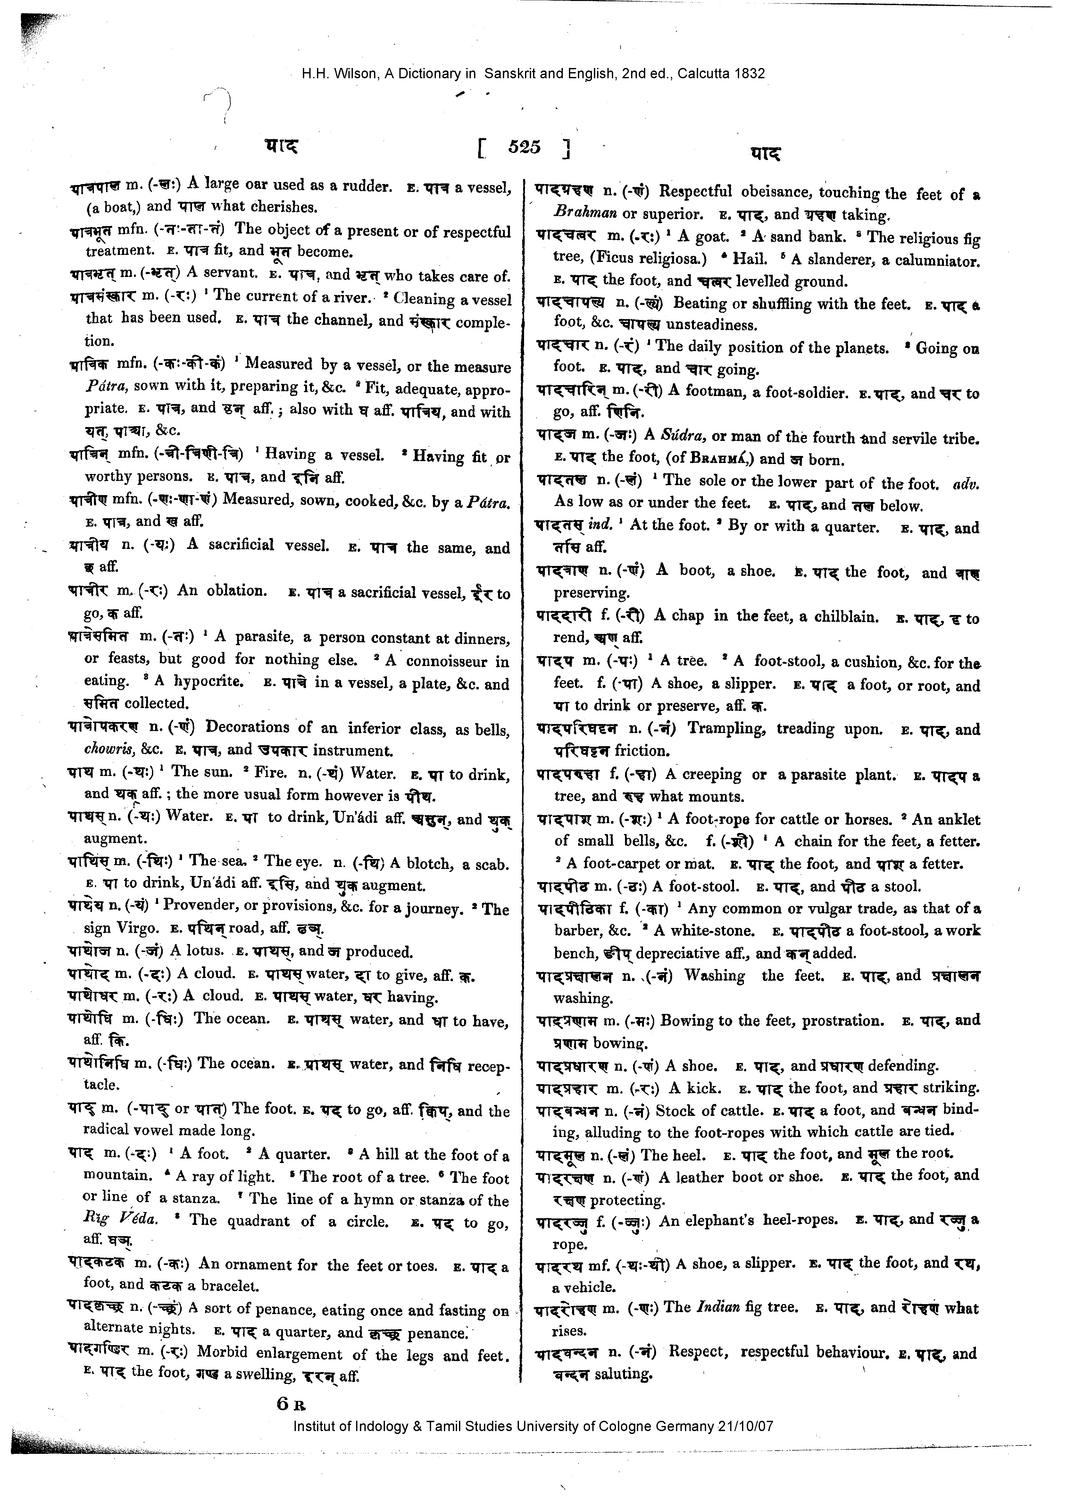 H.H. Wilson, A Dictionary in Sanskrit and English, 2nd ed., Calcutta 1832
पाद [ 525 ] पाद
पात्रपाल m. (-लः) A large oar used as a rudder. E. पात्र a vessel,
(a boat,) and पाल what cherishes.
पात्रभूत mfn. (-तः-ता-तं) The object of a present or of respectful
treatment. E. पात्र fit, and भूत become.
पात्रभृत् m. (-भृत्) A servant. E. पात्र, and भृत् who takes care of.
पात्रसंस्कार m. (-रः) ¹ The current of a river. ² Cleaning a vessel
that has been used. E. पात्र the channel, and संस्कार comple-
tion.
पात्रिक mfn. (-कः-की-कं) ¹ Measured by a vessel, or the measure
Pátra, sown with it, preparing it, &c. ² Fit, adequate, appro-
priate. E. पात्र, and ठन् aff.; also with घ aff. पात्रिय, and with
यत्, पात्र्या, &c.
पात्रिन् mfn. (-त्री-त्रिणी-त्रि) ¹ Having a vessel. ² Having fit or
worthy persons. E. पात्र, and इनि aff.
पात्रीण mfn. (-णः-णा-णं) Measured, sown, cooked, &c. by a Pátra.
E. पात्र, and ख aff.
पात्रीय n. (-यः) A sacrificial vessel. E. पात्र the same, and
छ aff.
पात्रीर m. (-रः) An oblation. E. पात्र a sacrificial vessel, ईर to
go, क aff.
पात्रेसमित m. (-तः) ¹ A parasite, a person constant at dinners,
or feasts, but good for nothing else. ² A connoisseur in
eating. ³ A hypocrite. E. पात्रे in a vessel, a plate, &c. and
समित collected.
पात्रोपकरण n. (-णं) Decorations of an inferior class, as bells,
chowris, &c. E. पात्र, and उपकार instrument.
पाथ m. (-थः) ¹ The sun. ² Fire. n. (-थं) Water. E. पा to drink,
and थक् aff.; the more usual form however is पीथ.
पाथस् n. (-थः) Water. E. पा to drink, Un'ádi aff. असुन्, and थुक्
augment.
पाथिस् m. (-थिः) ¹ The sea. ² The eye. n. (-थि) A blotch, a scab.
E. पा to drink, Un'ádi aff. इसि, and थुक् augment.
पाथेय n. (-यं) ¹ Provender, or provisions, &c. for a journey. ² The
sign Virgo. E. पथिन् road, aff. ढञ्.
पाथोज n. (-जं) A lotus. E. पाथस्, and ज produced.
पाथोद m. (-दः) A cloud. E. पाथस् water, दा to give, aff. क.
पाथोधर m. (-रः) A cloud. E. पाथस् water, धर having.
पाथोधि m. (-धिः) The ocean. E. पाथस् water, and धा to have,
aff. कि.
पाथोनिधि m. (-धिः) The ocean. E. पाथस् water, and निधि recep-
tacle.
पाद् m. (-पाद् or पात्) The foot. E. पद् to go, aff. क्विप्, and the
radical vowel made long.
पाद m. (-दः) ¹ A foot. ² A quarter. ³ A hill at the foot of a
mountain. ⁴ A ray of light. ⁵ The root of a tree. ⁶ The foot
or line of a stanza. ⁷ The line of a hymn or stanza of the
Rig Véda. ⁸ The quadrant of a circle. E. पद् to go,
aff. घञ्.
पादकटक m. (-कः) An ornament for the feet or toes. E. पाद a
foot, and कटक a bracelet.
पादकृच्छ्र n. (-च्छ्रं) A sort of penance, eating once and fasting on
alternate nights. E. पाद a quarter, and कृच्छ्र penance.
पादगण्डिर m. (-रः) Morbid enlargement of the legs and feet.
E. पाद the foot, गण्ड a swelling, इरन् aff.
6 R
पादग्रहण n. (-णं) Respectful obeisance, touching the feet of a
Brahman or superior. E. पाद, and ग्रहण taking.
पादचत्वर m. (-रः) ¹ A goat. ² A sand bank. ³ The religious fig
tree, (Ficus religiosa.) ⁴ Hail. ⁵ A slanderer, a calumniator.
E. पाद the foot, and चत्वर levelled ground.
पादचापल्य n. (-ल्यं) Beating or shuffling with the feet. E. पाद a
foot, &c. चापल्य unsteadiness.
पादचार n. (-रं) ¹ The daily position of the planets. ² Going on
foot. E. पाद, and चार going.
पादचारिन् m. (-री) A footman, a foot-soldier. E. पाद, and चर to
go, aff. णिनि.
पादज m. (-जः) A Súdra, or man of the fourth and servile tribe.
E. पाद the foot, (of BRAHMÁ,) and ज born.
पादतल n. (-लं) ¹ The sole or the lower part of the foot. adv.
As low as or under the feet. E. पाद, and तल below.
पादतस् ind. ¹ At the foot. ² By or with a quarter. E. पाद, and
तसि aff.
पादत्राण n. (-णं) A boot, a shoe. E. पाद the foot, and त्राण
preserving.
पाददारी f. (-री) A chap in the feet, a chilblain. E. पाद, दृ to
rend, अण् aff.
पादप m. (-पः) ¹ A tree. ² A foot-stool, a cushion, &c. for the
feet. f. (-पा) A shoe, a slipper. E. पाद a foot, or root, and
पा to drink or preserve, aff. क.
पादपरिघट्टन n. (-नं) Trampling, treading upon. E. पाद, and
परिघट्टन friction.
पादपरुहा f. (-हा) A creeping or a parasite plant. E. पादप a
tree, and रुह what mounts.
पादपाश m. (-शः) ¹ A foot-rope for cattle or horses. ² An anklet
of small bells, &c. f. (-शी) ¹ A chain for the feet, a fetter.
² A foot-carpet or mat. E. पाद the foot, and पाश a fetter.
पादपीठ m. (-ठः) A foot-stool. E. पाद, and पीठ a stool.
पादपीठिका f. (-का) ¹ Any common or vulgar trade, as that of a
barber, &c. ² A white-stone. E. पादपीठ a foot-stool, a work
bench, ङीप् depreciative aff., and कन् added.
पादप्रक्षालन n. (-नं) Washing the feet. E. पाद, and प्रक्षालन
washing.
पादप्रणाम m. (-मः) Bowing to the feet, prostration. E. पाद, and
प्रणाम bowing.
पादप्रधारण n. (-णं) A shoe. E. पाद, and प्रधारण defending.
पादप्रहार m. (-रः) A kick. E. पाद the foot, and प्रहार striking.
पादबन्धन n. (-नं) Stock of cattle. E. पाद a foot, and बन्धन bind-
ing, alluding to the foot-ropes with which cattle are tied.
पादमूल n. (-लं) The heel. E. पाद the foot, and मूल the root.
पादरक्षण n. (-णं) A leather boot or shoe. E. पाद the foot, and
रक्षण protecting.
पादरज्जु f. (-ज्जुः) An elephant's heel-ropes. E. पाद, and रज्जु a
rope.
पादरथ mf. (-थः-थी) A shoe, a slipper. E. पाद the foot, and रथ,
a vehicle.
पादरोहण m. (-णः) The Indian fig tree. E. पाद, and रोहण what
rises.
पादवन्दन n. (-नं) Respect, respectful behaviour. E. पाद, and
वन्दन saluting.
Institut of Indology & Tamil Studies University of Cologne Germany 21/10/07